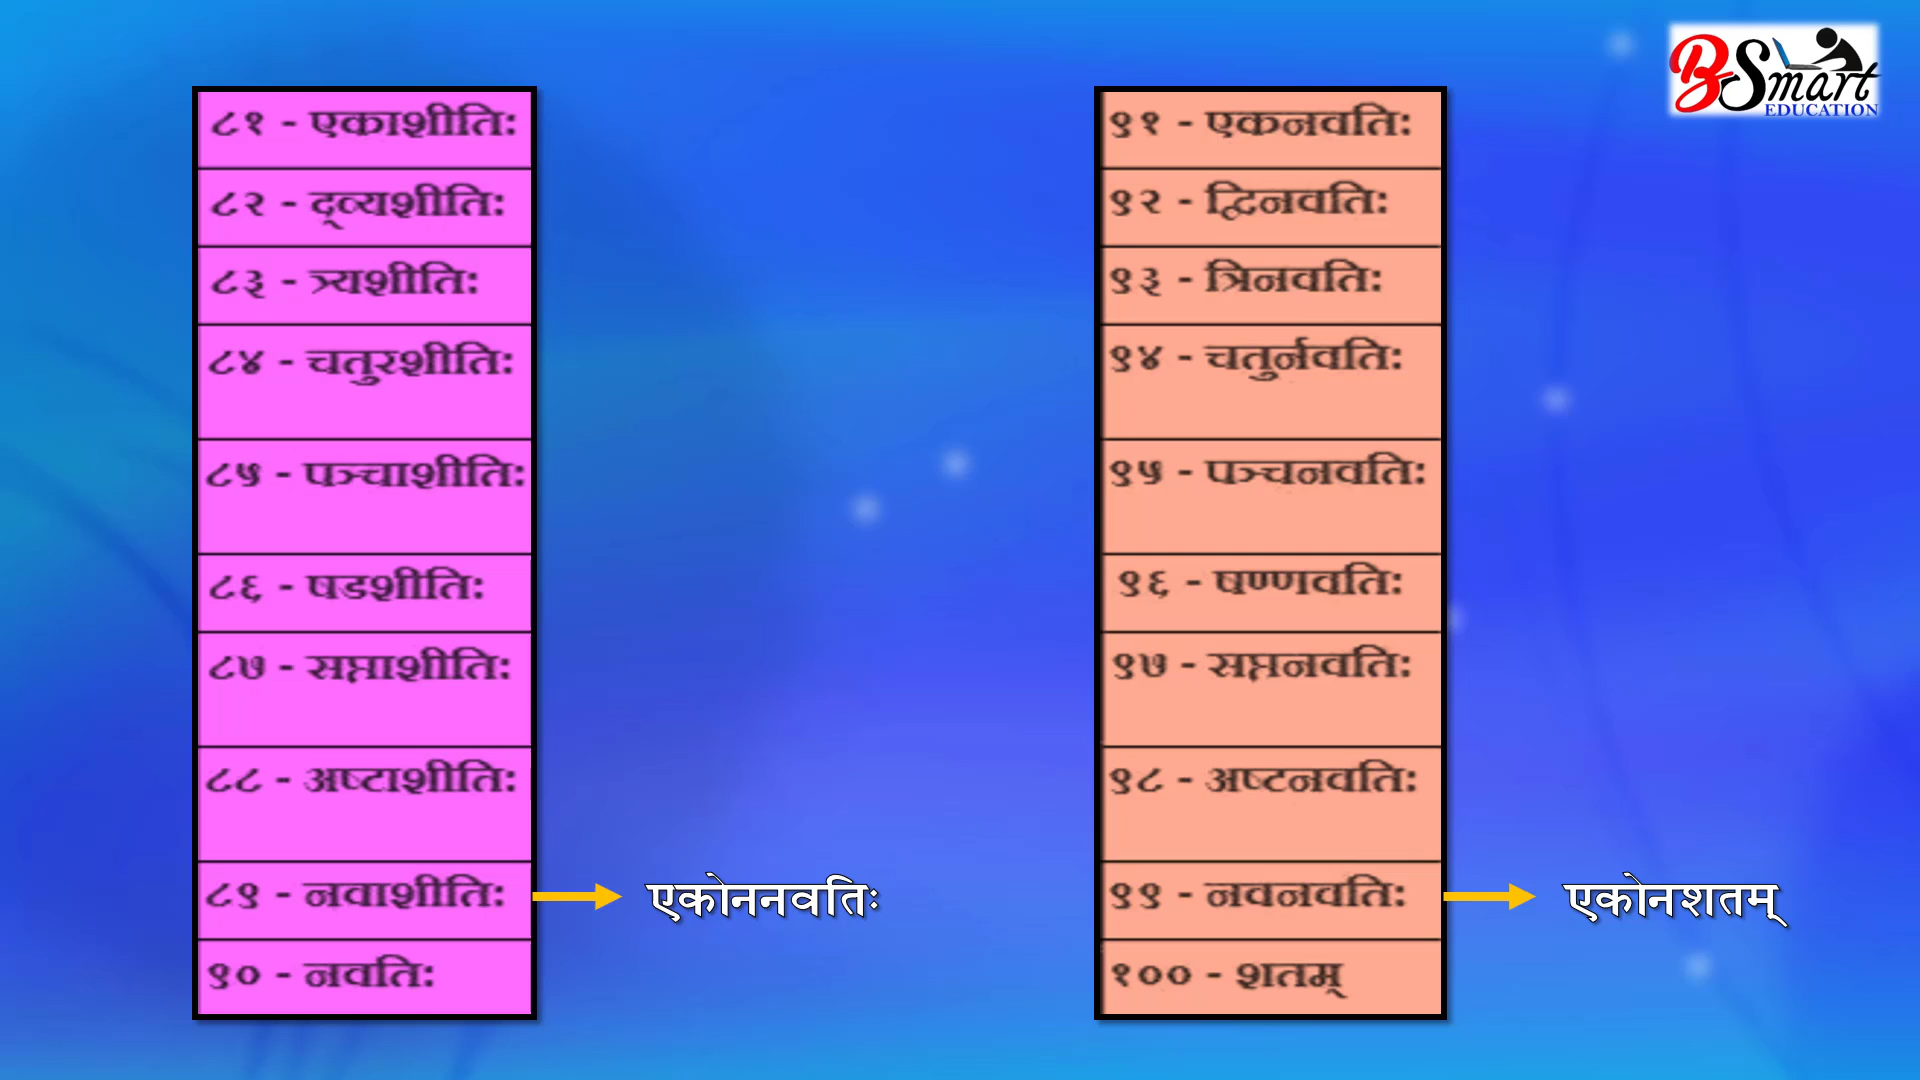 BSmart
EDUCATION
८१ - एकाशीतिः
८२ - द्व्यशीतिः
८३ - त्र्यशीतिः
८४ - चतुरशीतिः
८५ - पञ्चाशीतिः
८६ - षडशीतिः
८७ - सप्ताशीतिः
८८ - अष्टाशीतिः
८९ - नवाशीतिः
एकोननवतिः
९० - नवतिः
९१ - एकनवतिः
९२ - द्विनवतिः
९३ - त्रिनवतिः
९४ - चतुर्नवतिः
९५ - पञ्चनवतिः
९६ - षण्णवतिः
९७ - सप्तनवतिः
९८ - अष्टनवतिः
९९ - नवनवतिः
एकोनशतम्
१०० - शतम्